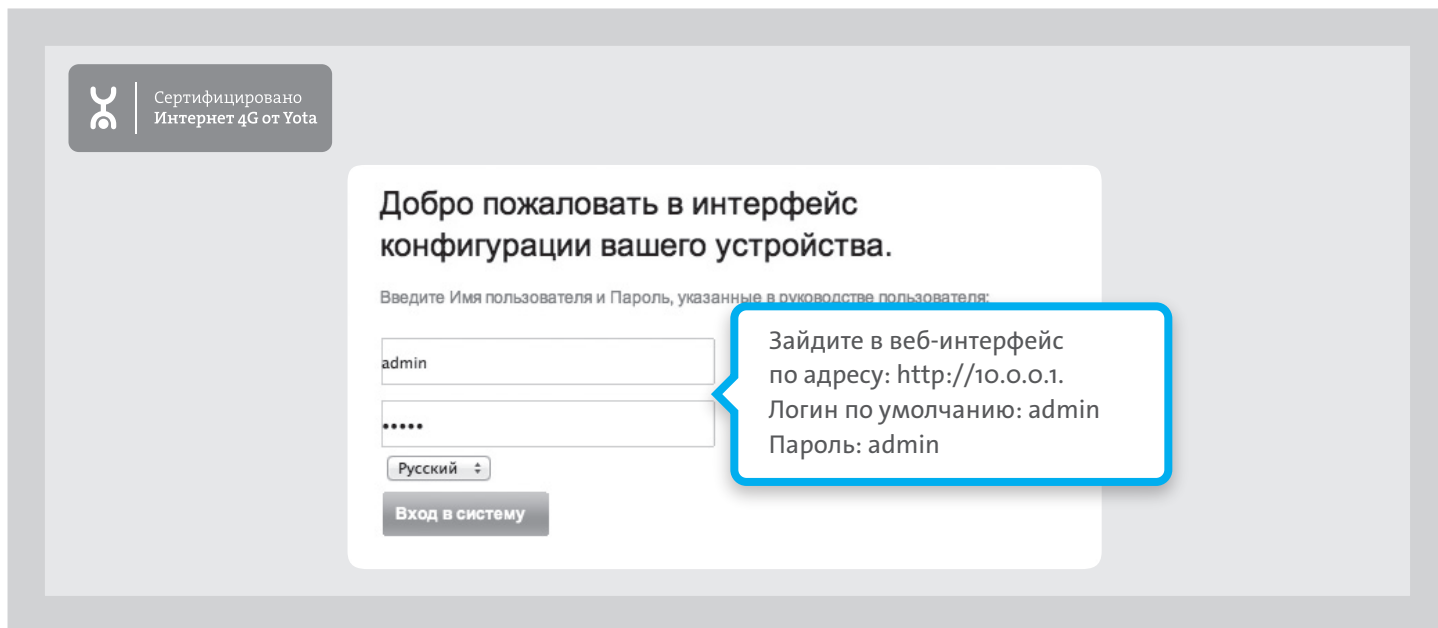 Сертифицировано
Интернет 4G от Yota
Добро пожаловать в интерфейс
конфигурации вашего устройства.
Введите Имя пользователя и Пароль, указанные в руководстве пользователя:
admin
•••••
Русский
Вход в систему
Зайдите в веб-интерфейс
по адресу: http://10.0.0.1.
Логин по умолчанию: admin
Пароль: admin